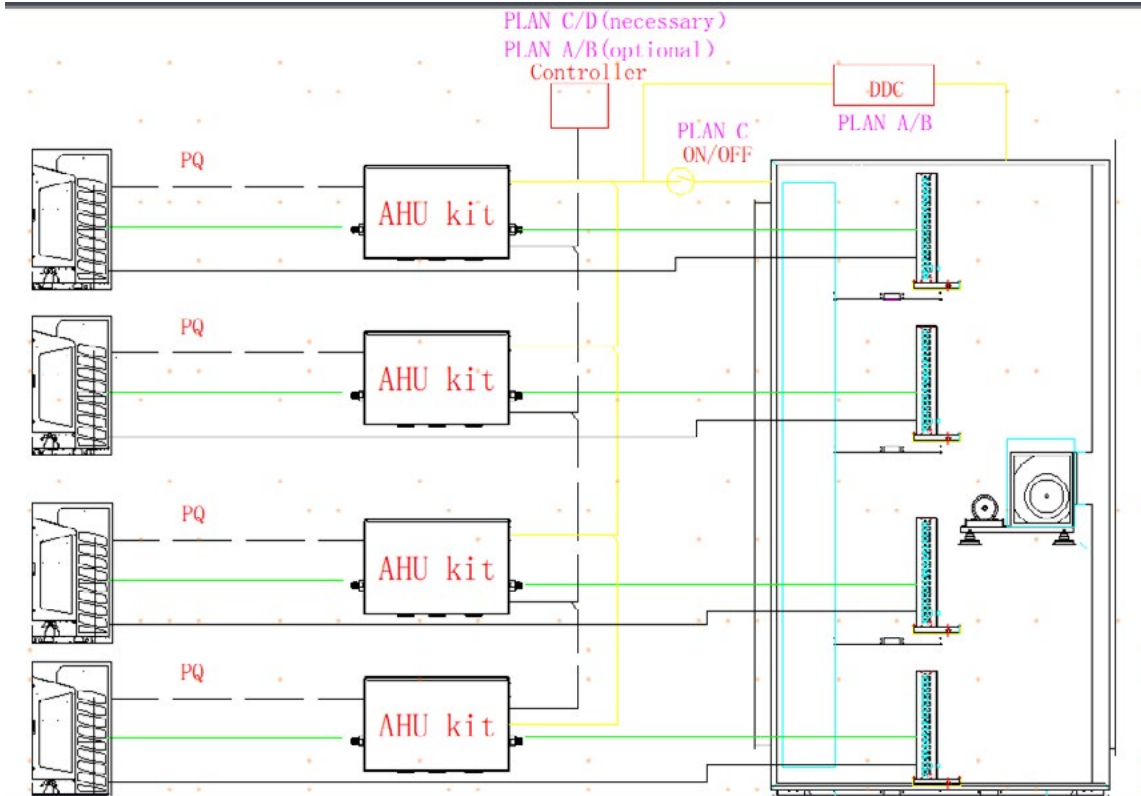 PLAN C/D(necessary)
PLAN A/B(optional)
Controller
DDC
PLAN A/B
PLAN C
ON/OFF
PQ
AHU kit
PQ
AHU kit
PQ
AHU kit
PQ
AHU kit